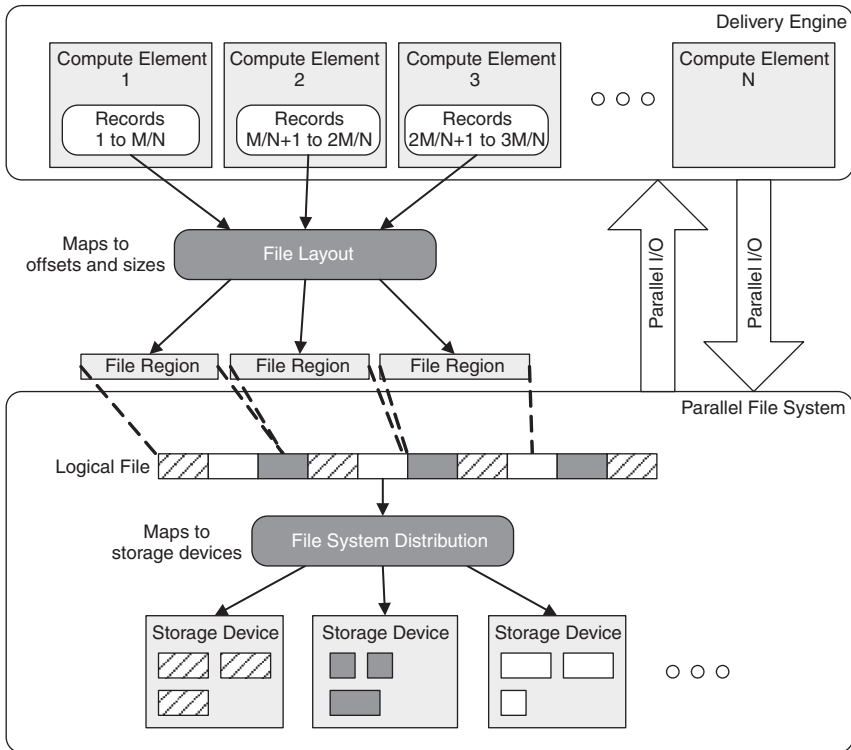 Delivery Engine
Compute Element
1
Compute Element
2
Compute Element
3
Compute Element
N
Records
1 to M/N
Records
M/N+1 to 2M/N
Records
2M/N+1 to 3M/N
Maps to
offsets and sizes
File Layout
Parallel I/O
Parallel I/O
File Region
File Region
File Region
Parallel File System
Logical File
Maps to
storage devices
File System Distribution
Storage Device
Storage Device
Storage Device